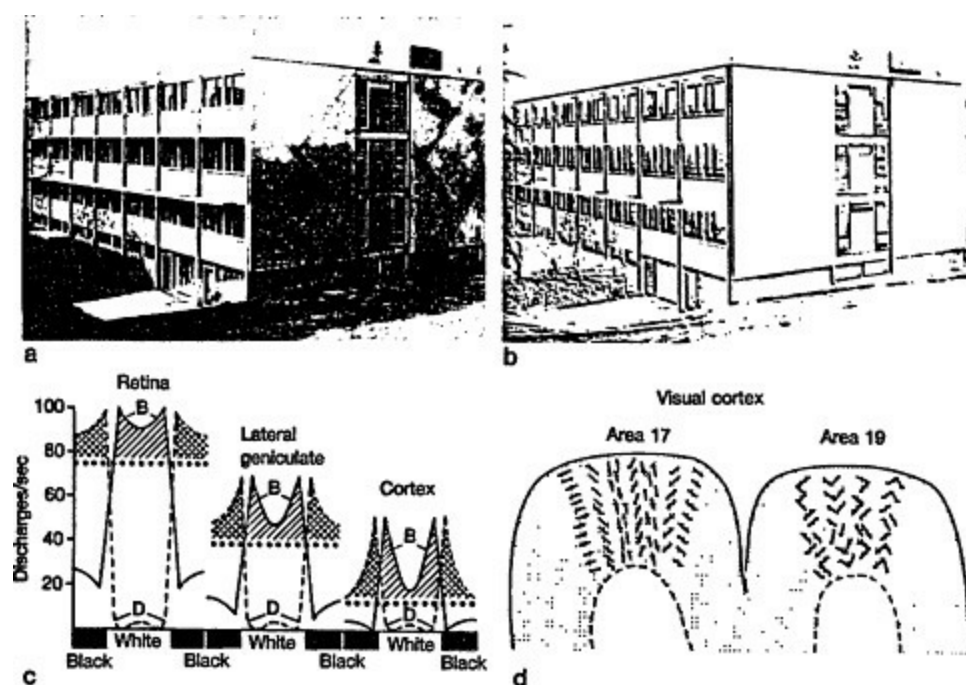 a
b
Retina
Discharges/sec
100
80
60
40
20
B
D
Lateral
geniculate
B
D
Cortex
B
D
White
White
White
Black
Black
Black
Black
c
Visual cortex
Area 17
Area 19
d